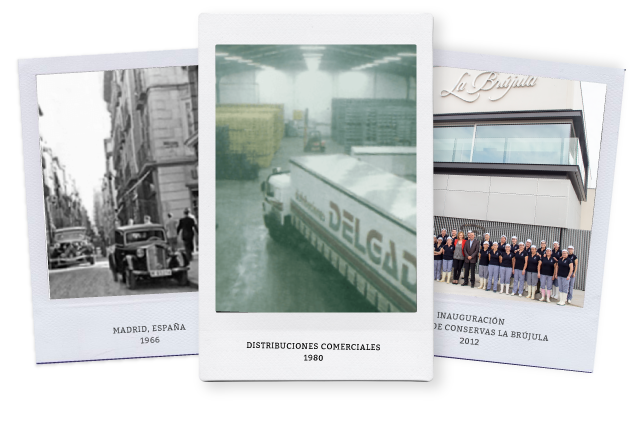 MADRID, ESPAÑA
1966
DELGAD
DISTRIBUCIONES COMERCIALES
1980
La Brújula
INAUGURACIÓN
DE CONSERVAS LA BRÚJULA
2012